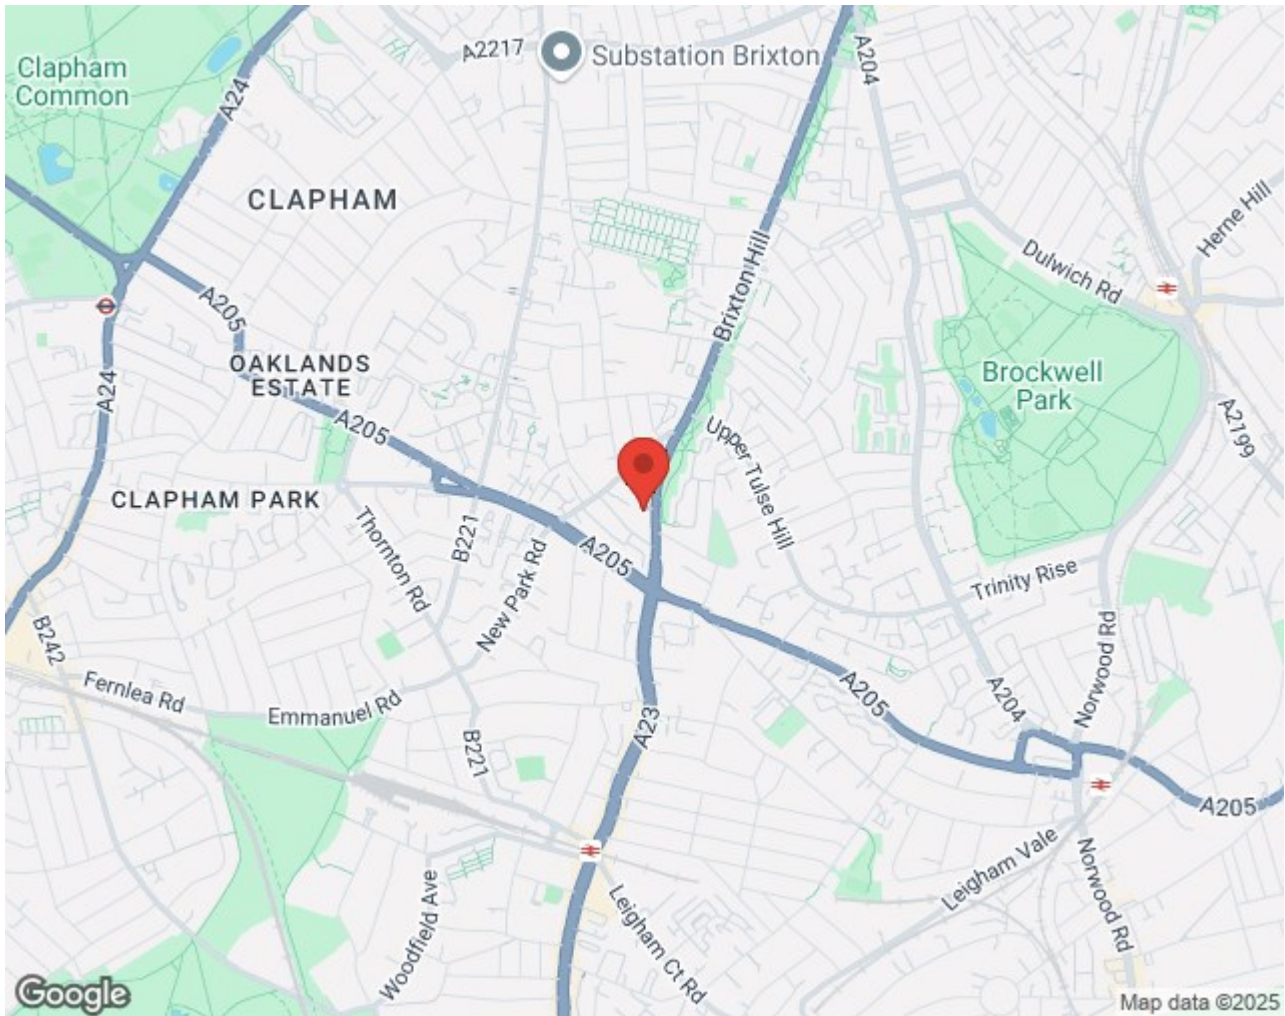 A2217
Substation Brixton
A204
Clapham
Common
A24
CLAPHAM
Herne Hill
Brixton Hill
Dulwich Rd
A205
OAKLANDS
ESTATE
A24
A205
Brockwell
Park
A2199
Upper Tulse Hill
CLAPHAM PARK
Thornton Rd
B221
New Park Rd
A205
Trinity Rise
B242
Norwood Rd
Fernlea Rd
Emmanuel Rd
A205
A204
A23
B221
A205
Leigham Vale
Norwood Rd
Woodfield Ave
Leigham Ct Rd
Google
Map data ©2025